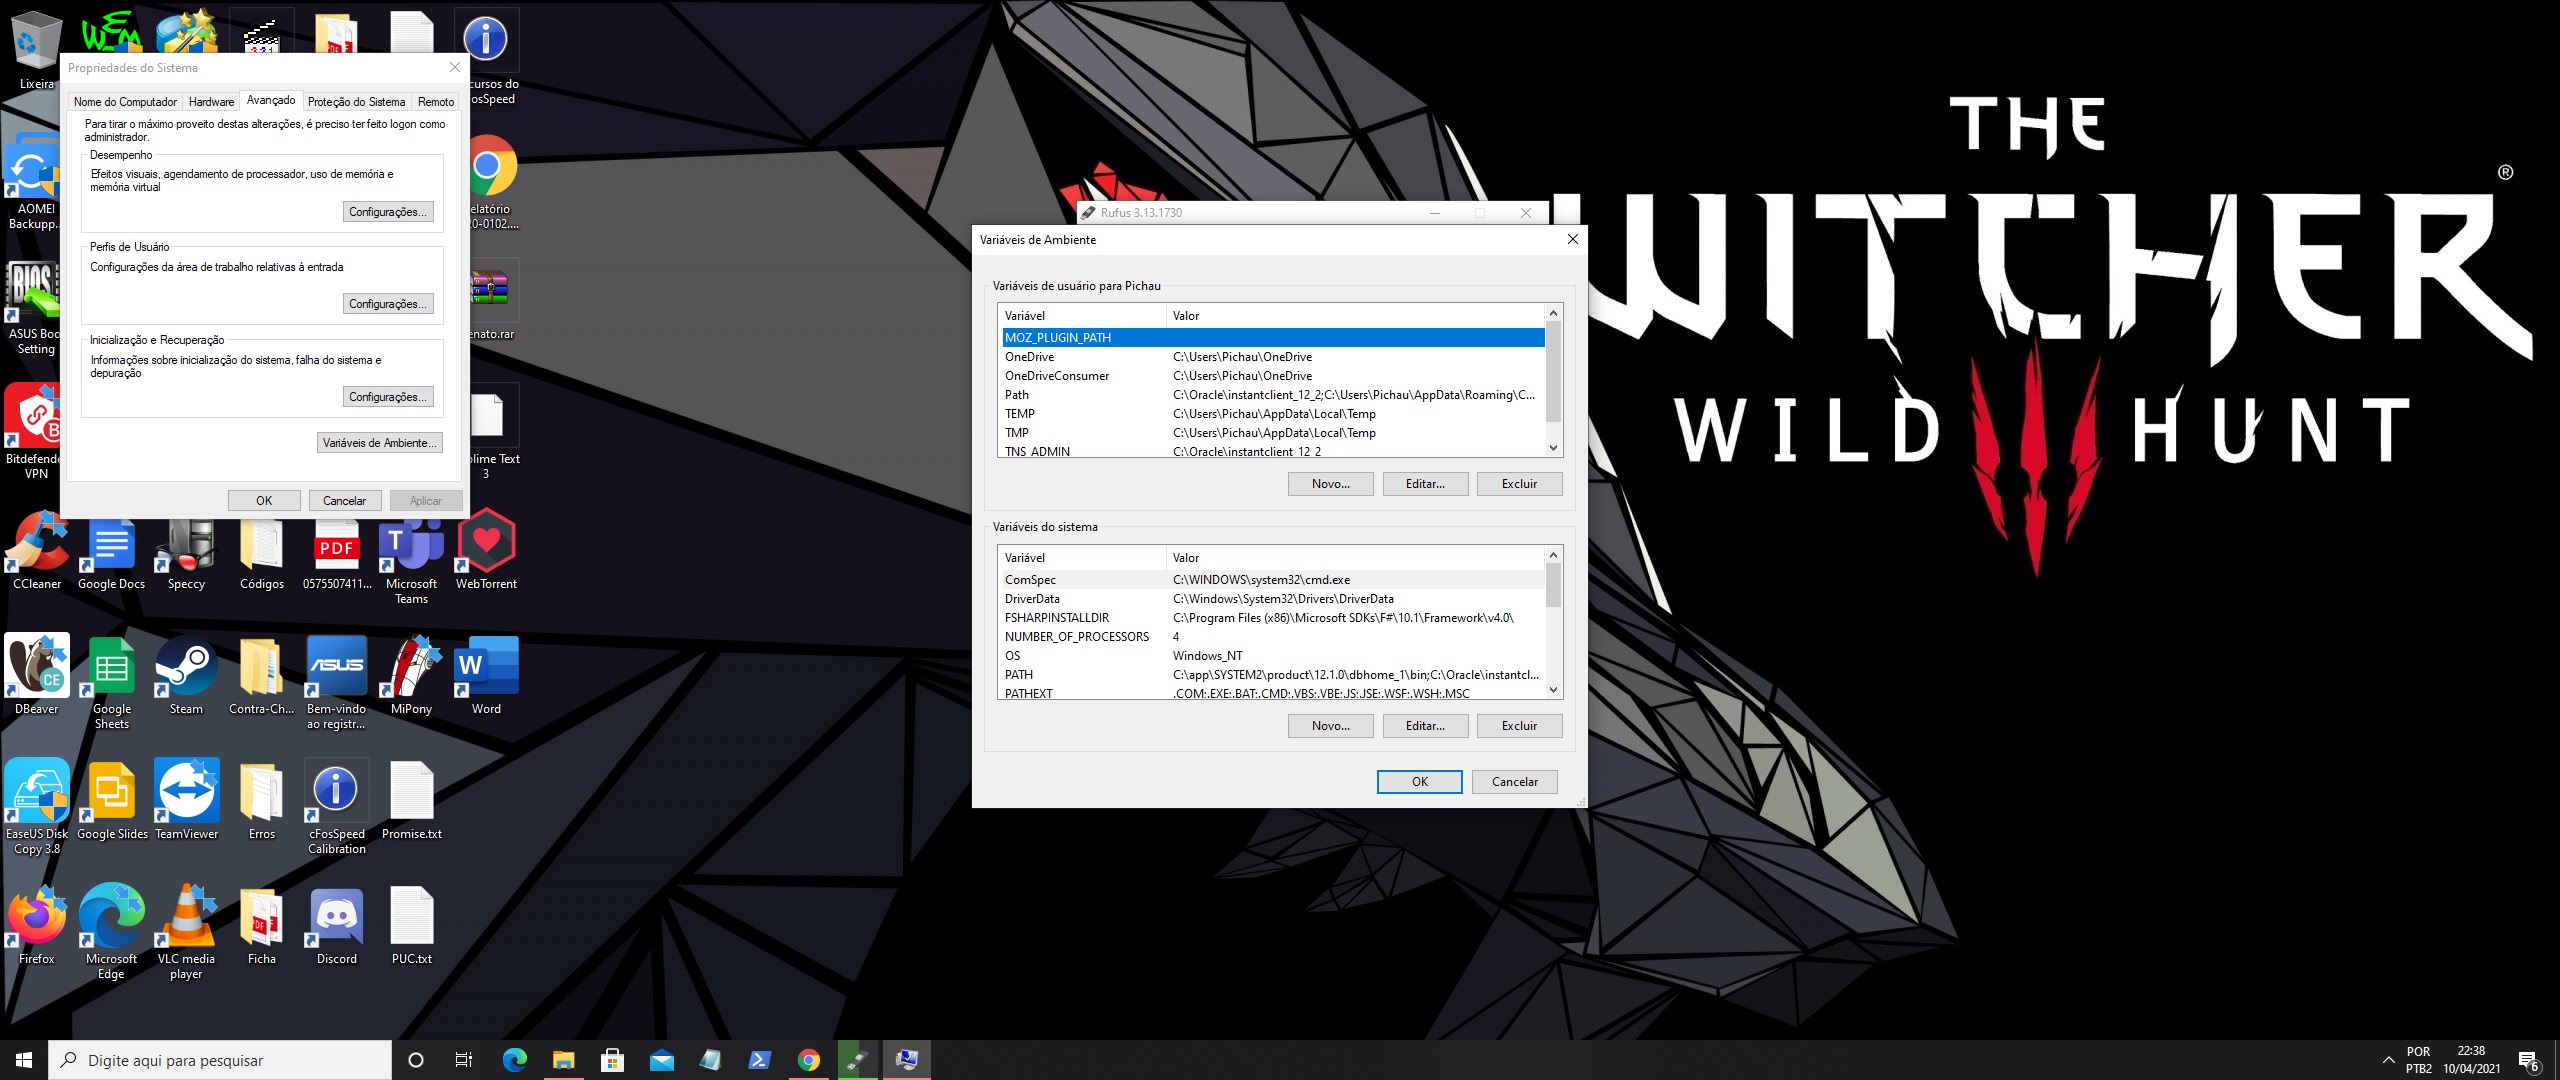 Lixeira
cursos do
osSpeed
Propriedades do Sistema
Nome do Computador
Hardware
Avançado
Proteção do Sistema
Remoto
Para tirar o máximo proveito destas alterações, é preciso ter feito logon como
administrador.
Desempenho
Efeitos visuais, agendamento de processador, uso de memória e
memória virtual
Configurações...
Perfis de Usuário
Configurações da área de trabalho relativas à entrada
Configurações...
Inicialização e Recuperação
Informações sobre inicialização do sistema, falha do sistema e
depuração
Configurações...
Variáveis de Ambiente...
OK
Cancelar
Aplicar
AOMEI
Backupp...
elatório
20-0102....
BIOS
ASUS Boo
Setting
enato.rar
Bitdefende
VPN
blime Text
3
CCleaner
Google Docs
Speccy
Códigos
PDF
0575507411...
Microsoft
Teams
WebTorrent
DBeaver
CE
Google
Sheets
Steam
Contra-Ch...
ASUS
Bem-vindo
ao registr...
MiPony
Word
EaseUS Disk
Copy 3.8
Google Slides
TeamViewer
Erros
cFosSpeed
Calibration
Promise.txt
Firefox
Microsoft
Edge
VLC media
player
Ficha
Discord
PUC.txt
Rufus 3.13.1730
Variáveis de Ambiente
Variáveis de usuário para Pichau
Variável Valor
MOZ_PLUGIN_PATH
OneDrive C:\Users\Pichau\OneDrive
OneDriveConsumer C:\Users\Pichau\OneDrive
Path C:\Oracle\instantclient_12_2;C:\Users\Pichau\AppData\Roaming\C...
TEMP C:\Users\Pichau\AppData\Local\Temp
TMP C:\Users\Pichau\AppData\Local\Temp
TNS_ADMIN C:\Oracle\instantclient_12_2
Novo... Editar... Excluir
Variáveis do sistema
Variável Valor
ComSpec C:\WINDOWS\system32\cmd.exe
DriverData C:\Windows\System32\Drivers\DriverData
FSHARPINSTALLDIR C:\Program Files (x86)\Microsoft SDKs\F#\10.1\Framework\v4.0\
NUMBER_OF_PROCESSORS 4
OS Windows_NT
PATH C:\app\SYSTEM2\product\12.1.0\dbhome_1\bin;C:\Oracle\instantcl...
PATHEXT .COM;.EXE;.BAT;.CMD;.VBS;.VBE;.JS;.JSE;.WSF;.WSH;.MSC
Novo... Editar... Excluir
OK Cancelar
THE
WITCHER®
WILD HUNT
Digite aqui para pesquisar
POR
PTB2
22:38
10/04/2021
6